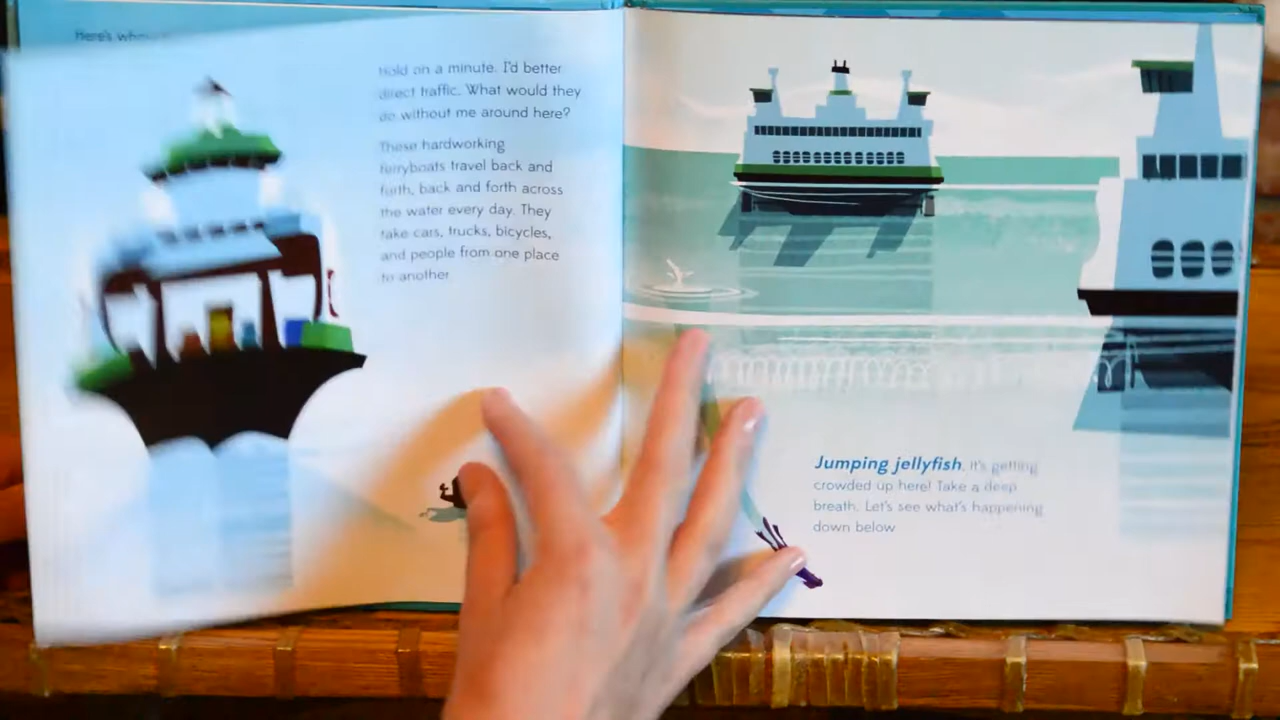 Here's
Hold on a minute. I'd better
direct traffic. What would they
do without me around here?
These hardworking
ferryboats travel back and
forth, back and forth across
the water every day. They
take cars, trucks, bicycles,
and people from one place
to another
Jumping jellyfish. It's getting
crowded up here! Take a deep
breath. Let's see what's happening
down below